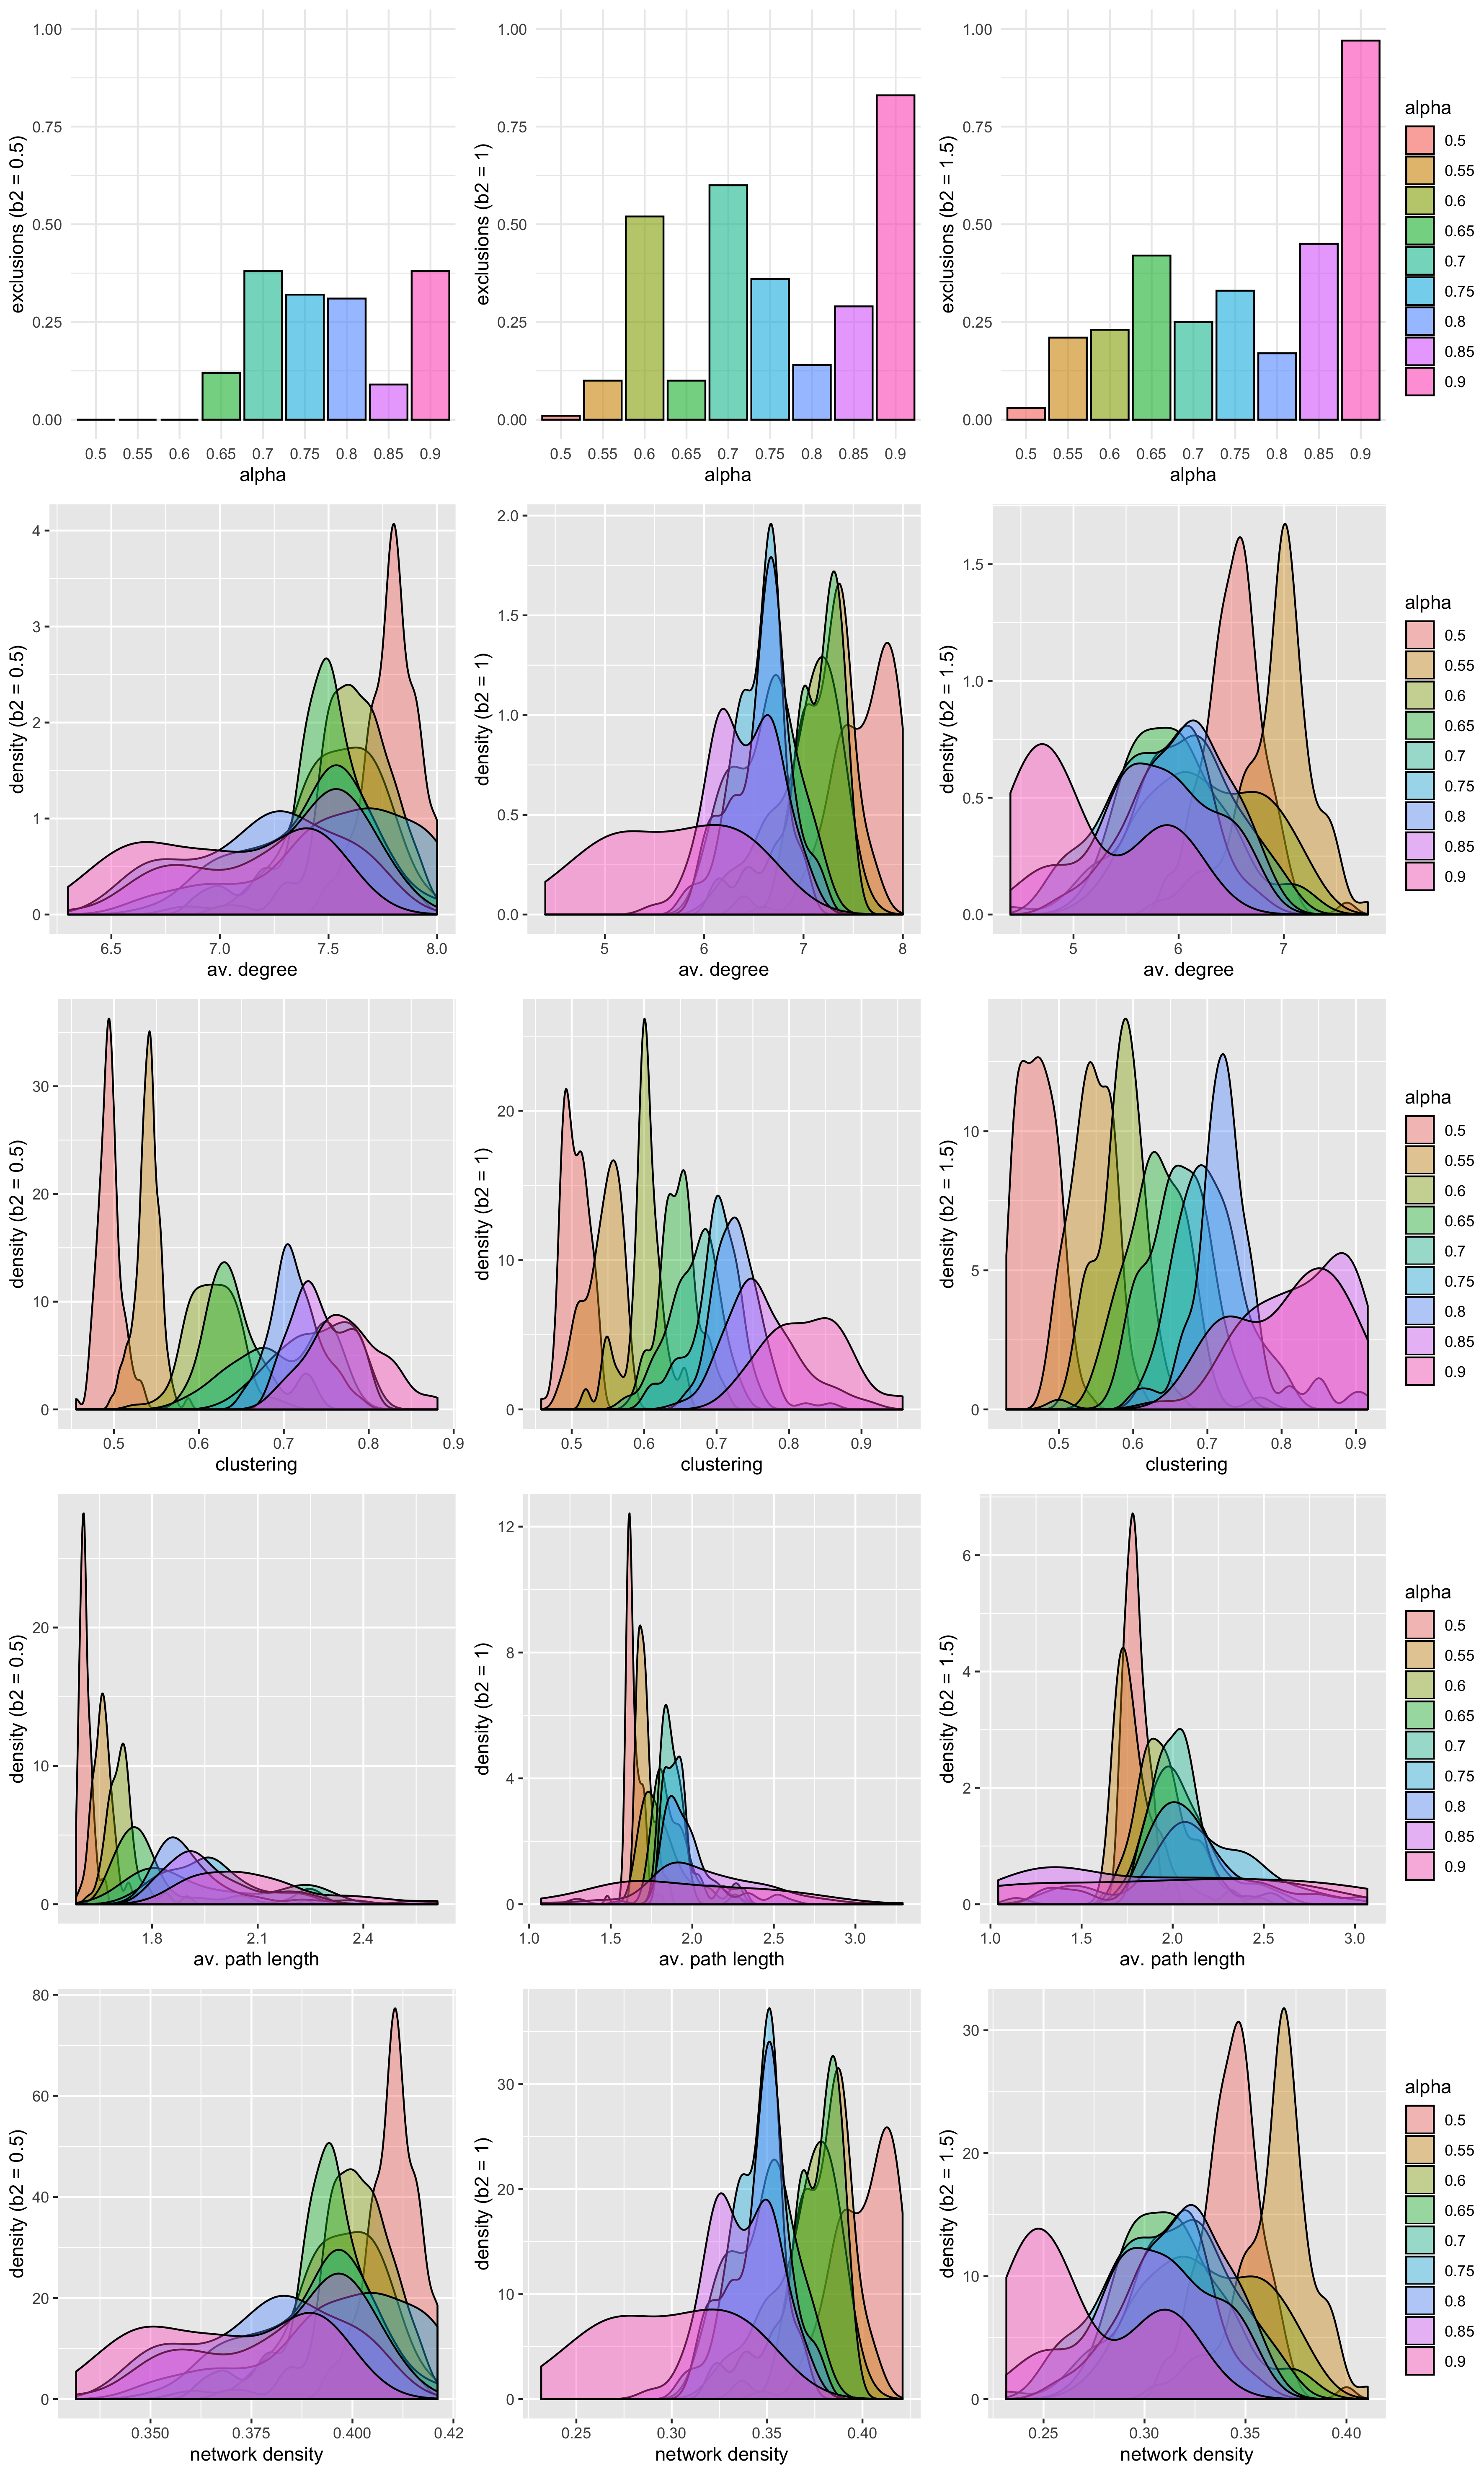 exclusions (b2 = 0.5)
1.00
0.75
0.50
0.25
0.00
0.5 0.55 0.6 0.65 0.7 0.75 0.8 0.85 0.9
alpha
exclusions (b2 = 1)
1.00
0.75
0.50
0.25
0.00
0.5 0.55 0.6 0.65 0.7 0.75 0.8 0.85 0.9
alpha
exclusions (b2 = 1.5)
1.00
0.75
0.50
0.25
0.00
0.5 0.55 0.6 0.65 0.7 0.75 0.8 0.85 0.9
alpha
alpha
0.5
0.55
0.6
0.65
0.7
0.75
0.8
0.85
0.9
density (b2 = 0.5)
4
3
2
1
0
6.5 7.0 7.5 8.0
av. degree
density (b2 = 1)
2.0
1.5
1.0
0.5
0.0
5 6 7 8
av. degree
density (b2 = 1.5)
1.5
1.0
0.5
0.0
5 6 7
av. degree
alpha
0.5
0.55
0.6
0.65
0.7
0.75
0.8
0.85
0.9
density (b2 = 0.5)
30
20
10
0
0.5 0.6 0.7 0.8 0.9
clustering
density (b2 = 1)
20
10
0
0.5 0.6 0.7 0.8 0.9
clustering
density (b2 = 1.5)
10
5
0
0.5 0.6 0.7 0.8 0.9
clustering
alpha
0.5
0.55
0.6
0.65
0.7
0.75
0.8
0.85
0.9
density (b2 = 0.5)
20
10
0
1.8 2.1 2.4
av. path length
density (b2 = 1)
12
8
4
0
1.0 1.5 2.0 2.5 3.0
av. path length
density (b2 = 1.5)
6
4
2
0
1.0 1.5 2.0 2.5 3.0
av. path length
alpha
0.5
0.55
0.6
0.65
0.7
0.75
0.8
0.85
0.9
density (b2 = 0.5)
80
60
40
20
0
0.350 0.375 0.400 0.42
network density
density (b2 = 1)
30
20
10
0
0.25 0.30 0.35 0.40
network density
density (b2 = 1.5)
30
20
10
0
0.25 0.30 0.35 0.40
network density
alpha
0.5
0.55
0.6
0.65
0.7
0.75
0.8
0.85
0.9